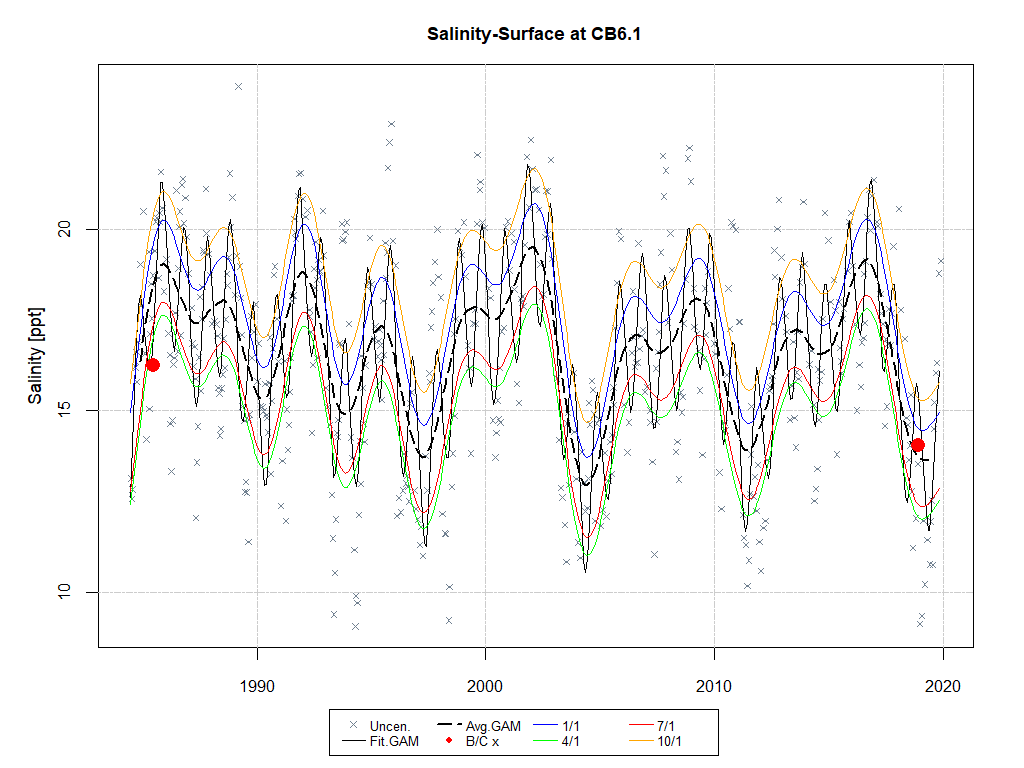 Salinity-Surface at CB6.1
Salinity [ppt]
20
15
10
1990 2000 2010 2020
Uncen. Avg.GAM 1/1 7/1
Fit.GAM B/C x 4/1 10/1